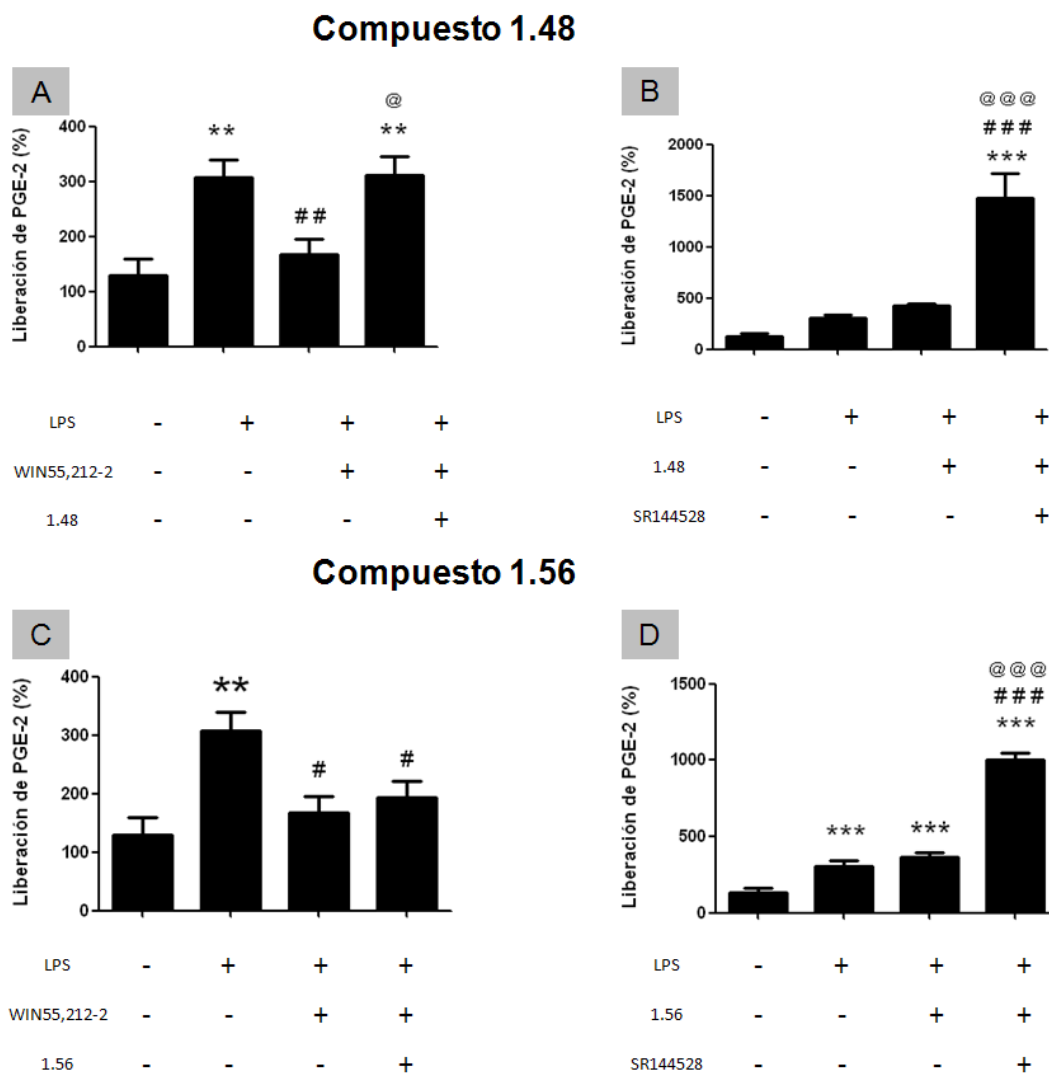 Compuesto 1.48
A
Liberación de PGE-2 (%)
400
300
200
100
0
**
##
@
**
LPS - + + +
WIN55,212-2 - - + +
1.48 - - - +
B
Liberación de PGE-2 (%)
2000
1500
1000
500
0
@@@
###
***
LPS - + + +
1.48 - - + +
SR144528 - - - +
Compuesto 1.56
C
Liberación de PGE-2 (%)
400
300
200
100
0
**
#
#
LPS - + + +
WIN55,212-2 - - + +
1.56 - - - +
D
Liberación de PGE-2 (%)
1500
1000
500
0
***
***
@@@
###
***
LPS - + + +
1.56 - - + +
SR144528 - - - +